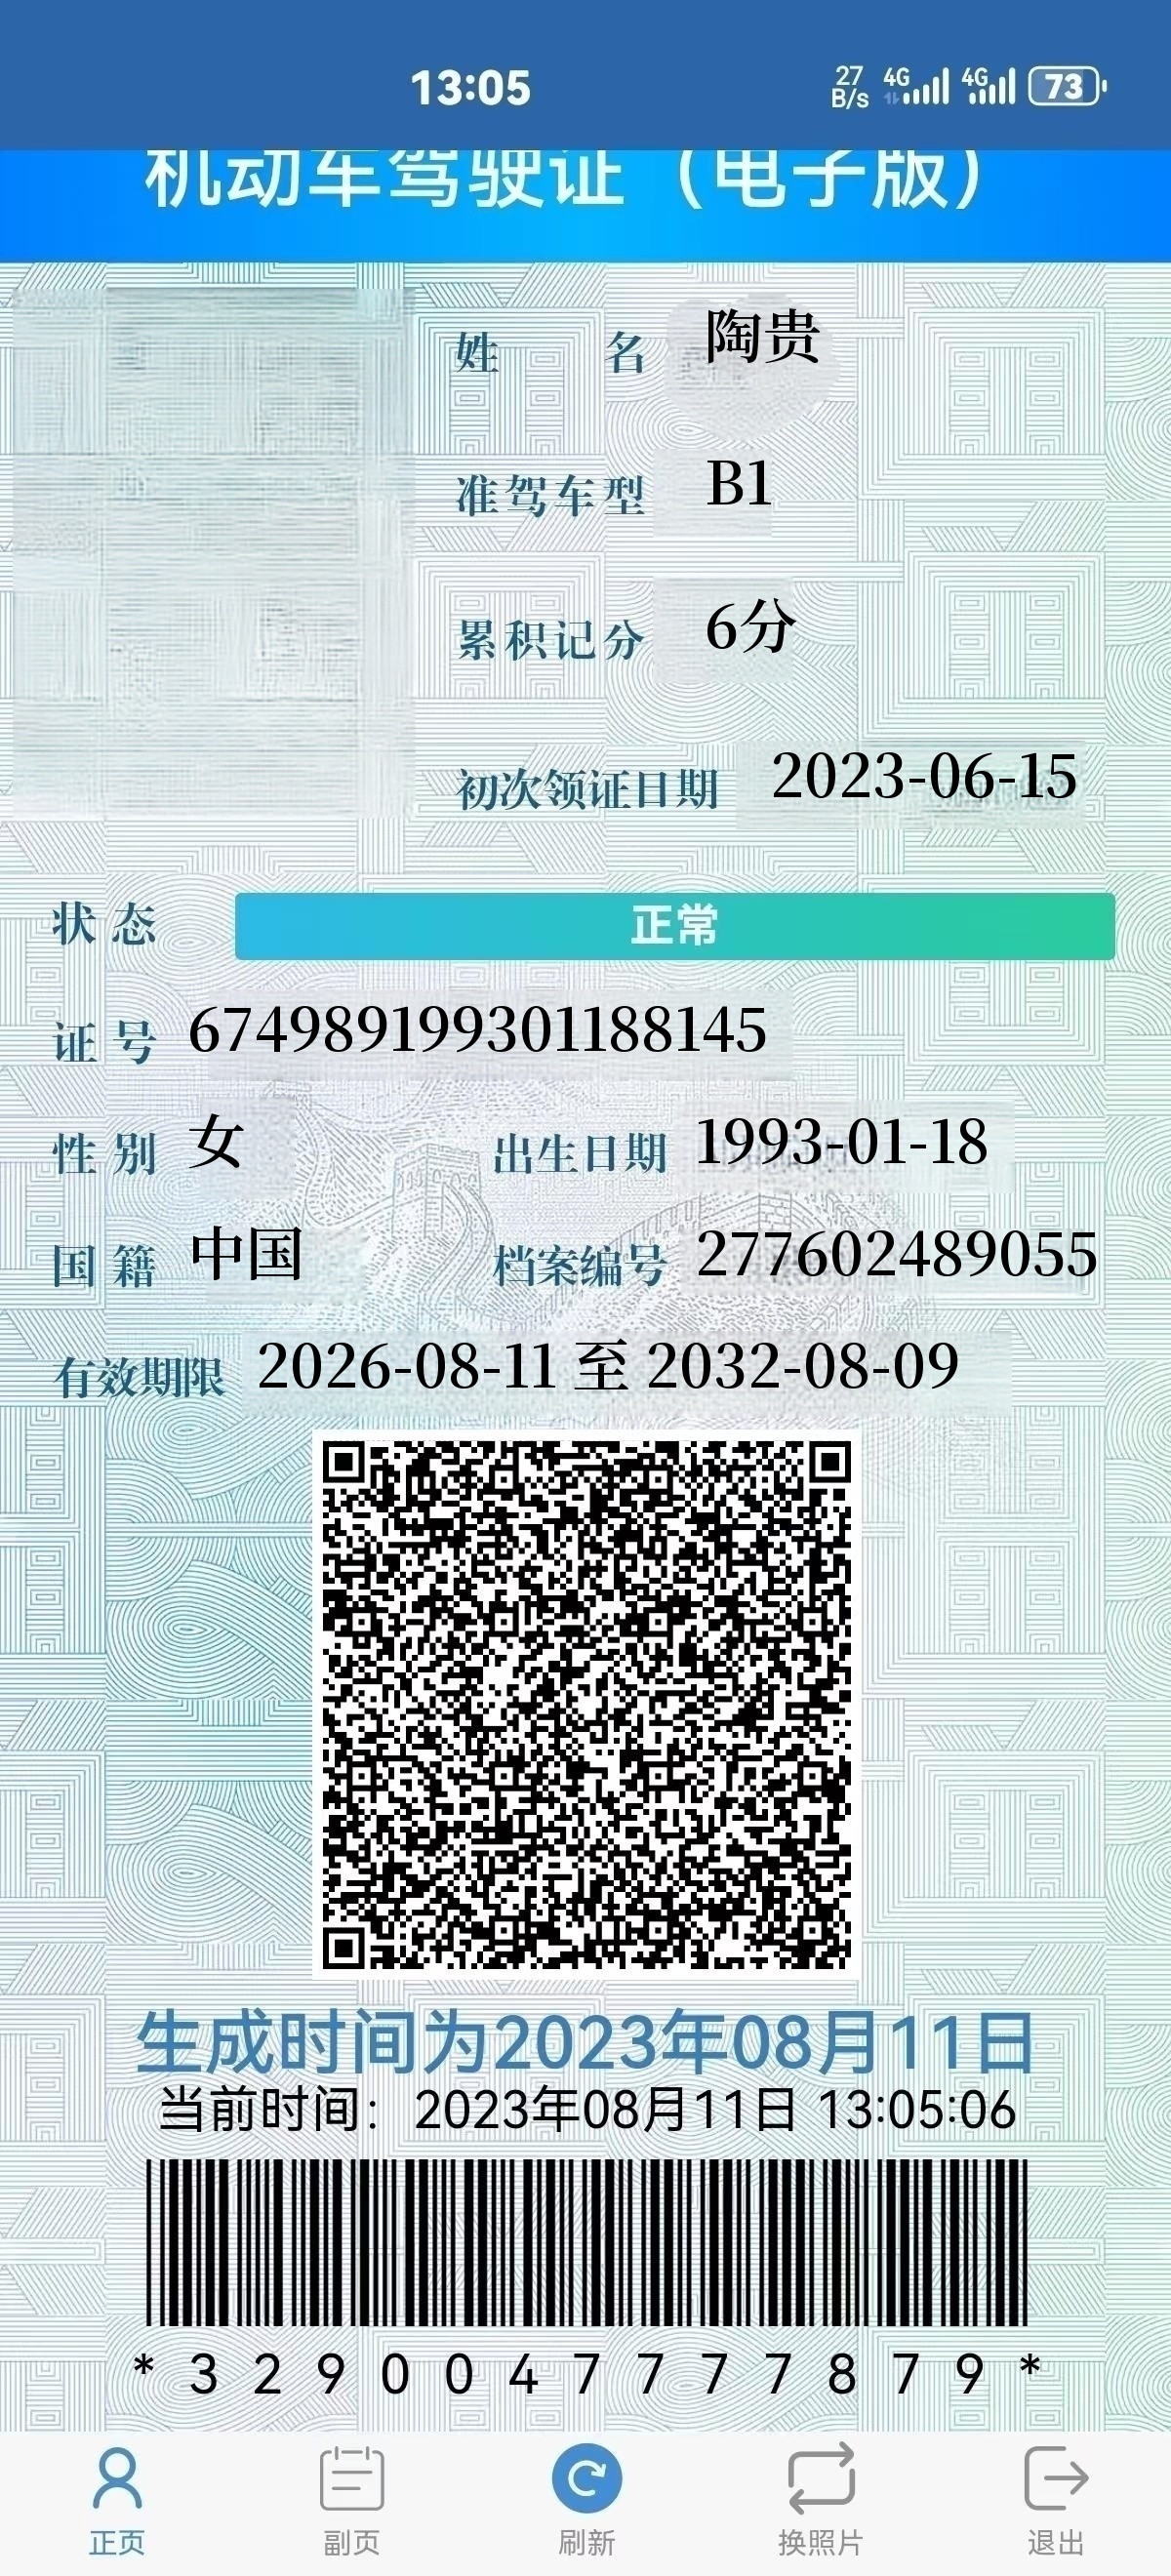 13:05
27 B/s 4G 4G 73
机动车驾驶证（电子版）
姓名 陶贵
准驾车型 B1
累积记分 6分
初次领证日期 2023-06-15
状态 正常
证号 674989199301188145
性别 女 出生日期 1993-01-18
国籍 中国 档案编号 277602489055
有效期限 2026-08-11 至 2032-08-09
生成时间为2023年08月11日
当前时间：2023年08月11日 13:05:06
*3290047777879*
正页 副页 刷新 换照片 退出